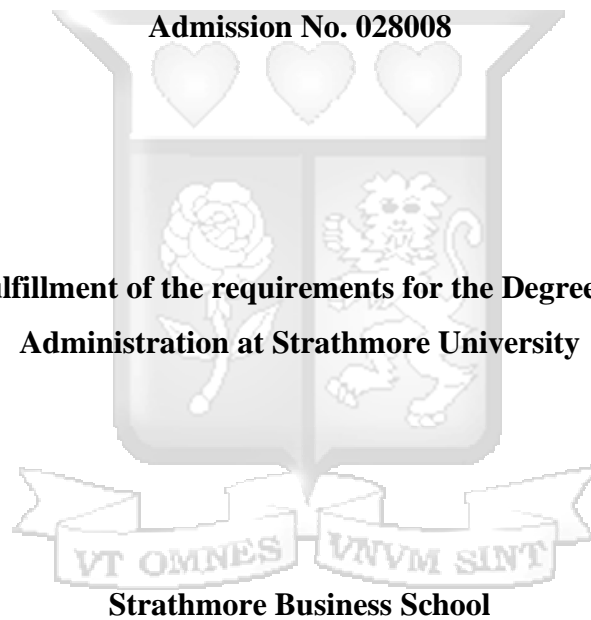 Admission No. 028008
ulfillment of the requirements for the Degree
Administration at Strathmore University
VT OMNES VNVM SINT
Strathmore Business School